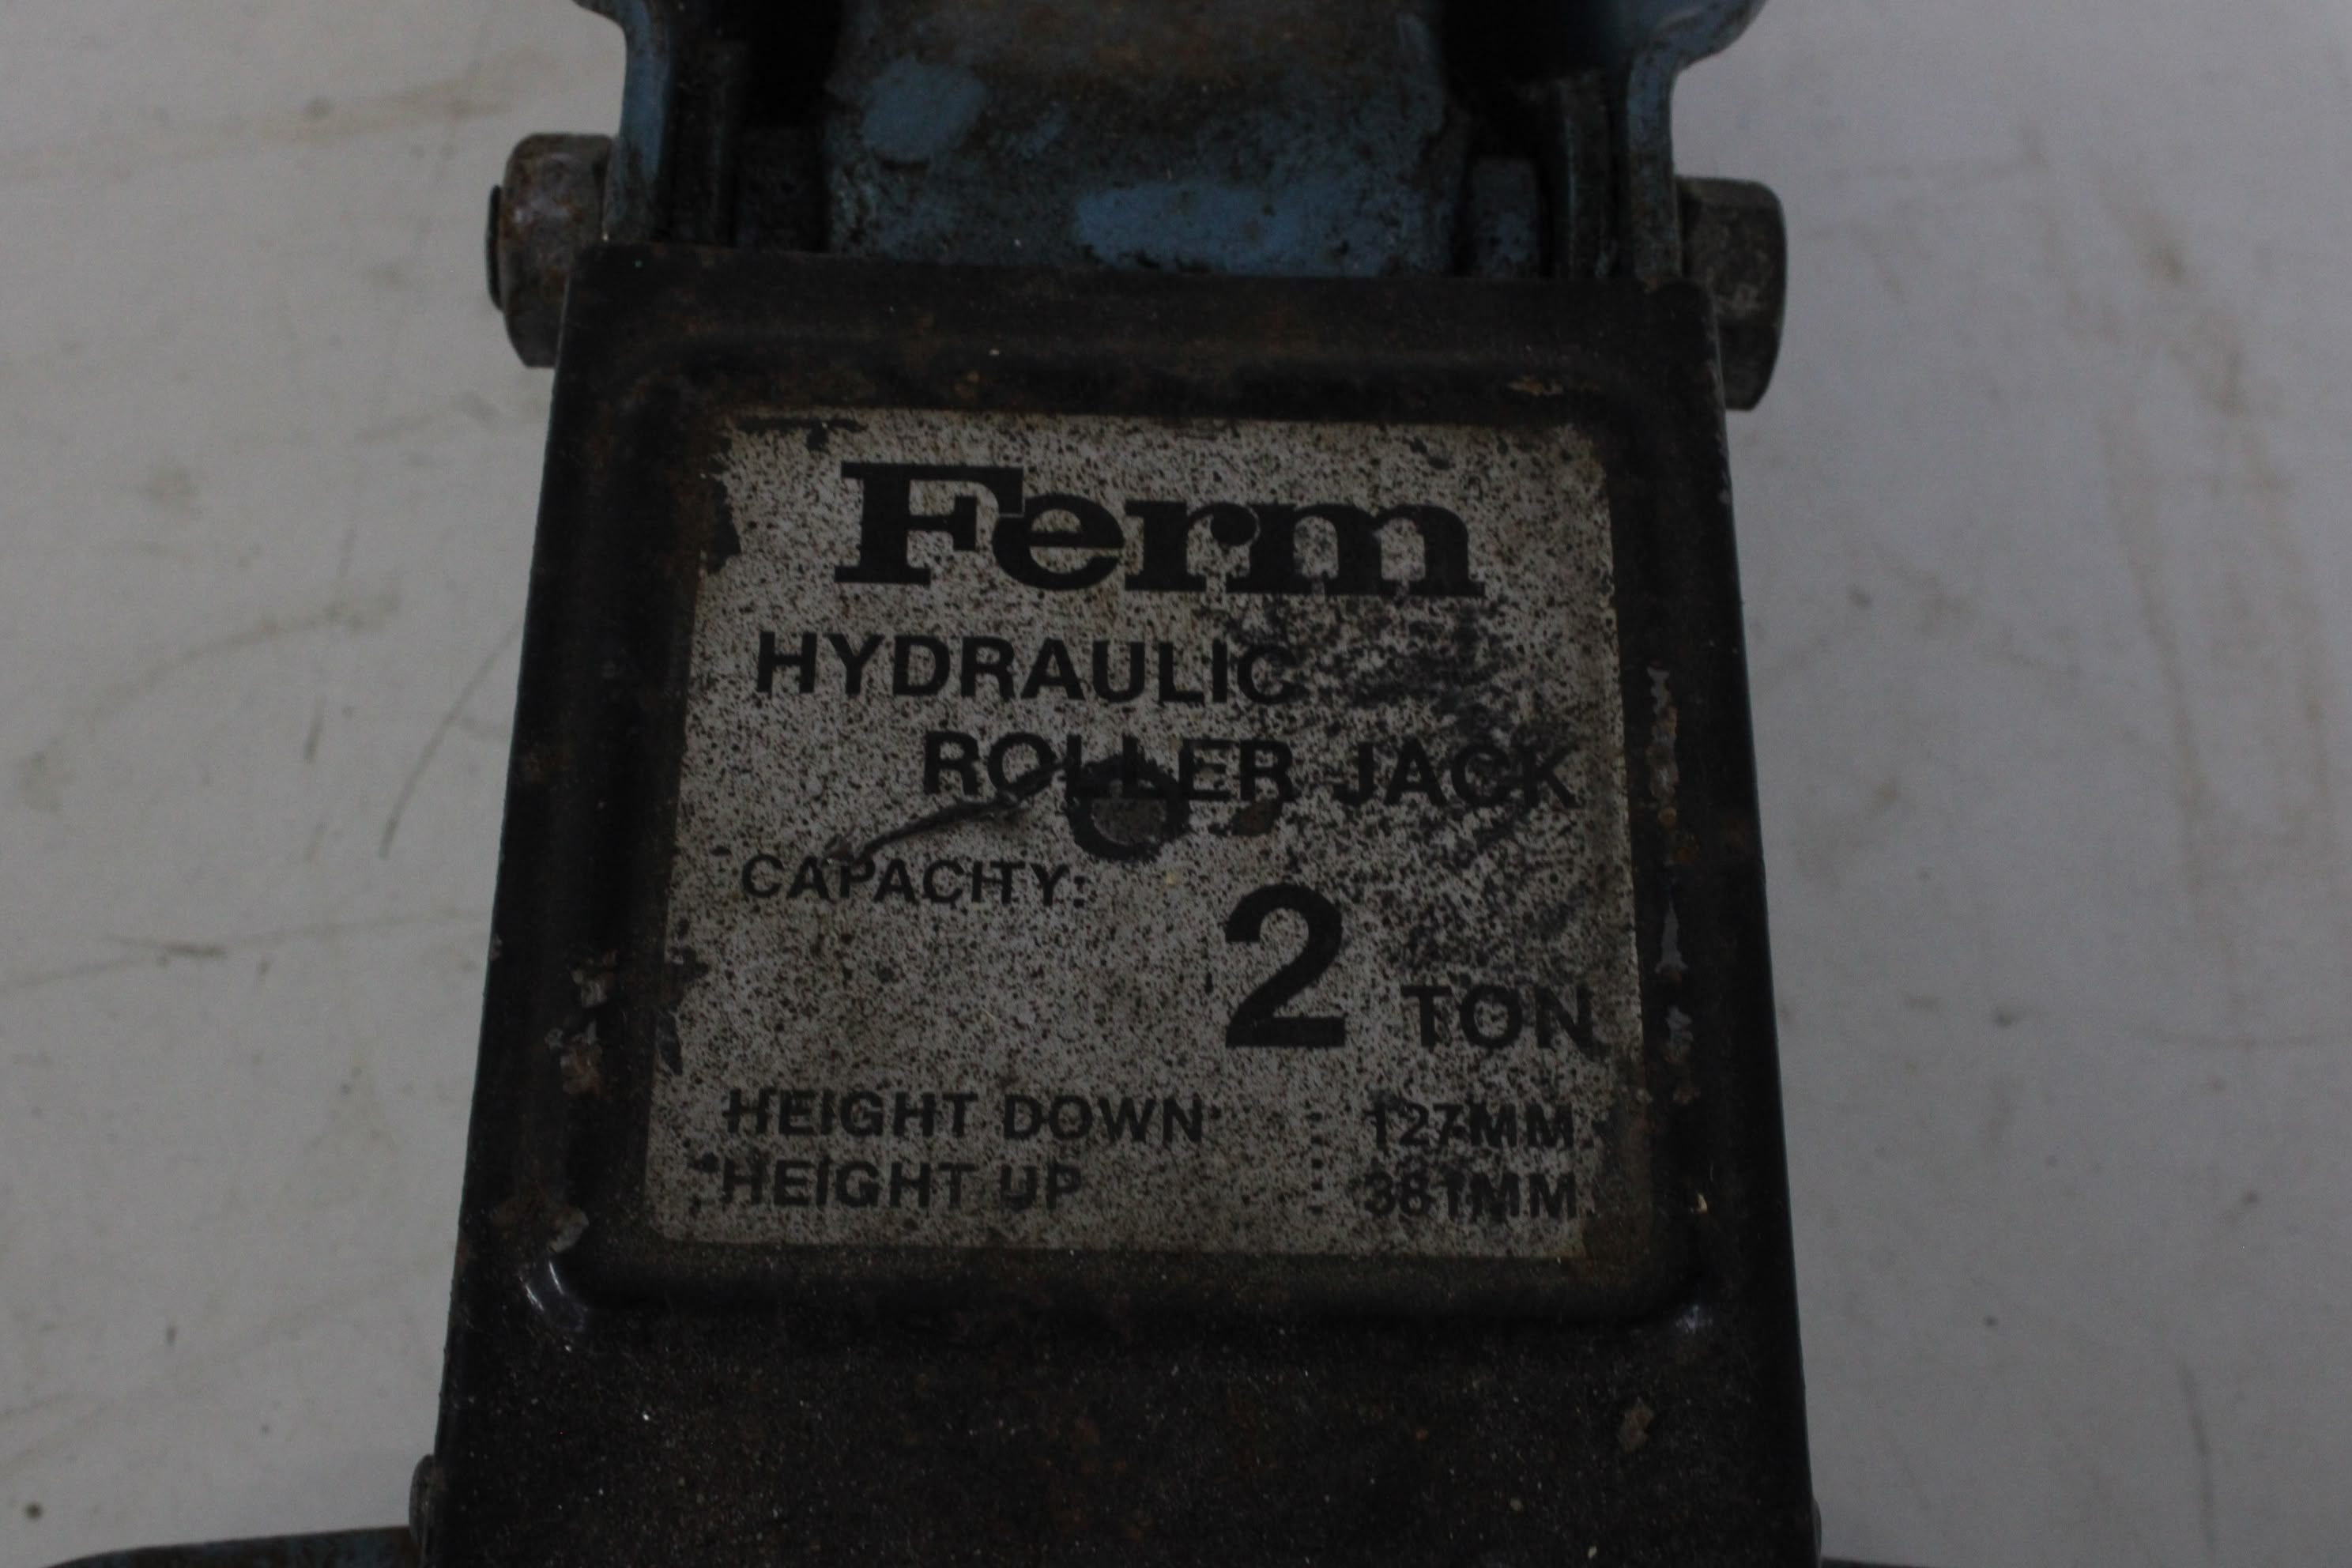 Ferm
HYDRAULIC
ROLLER JACK
CAPACITY:
2 TON
HEIGHT DOWN : 127MM
HEIGHT UP : 381MM